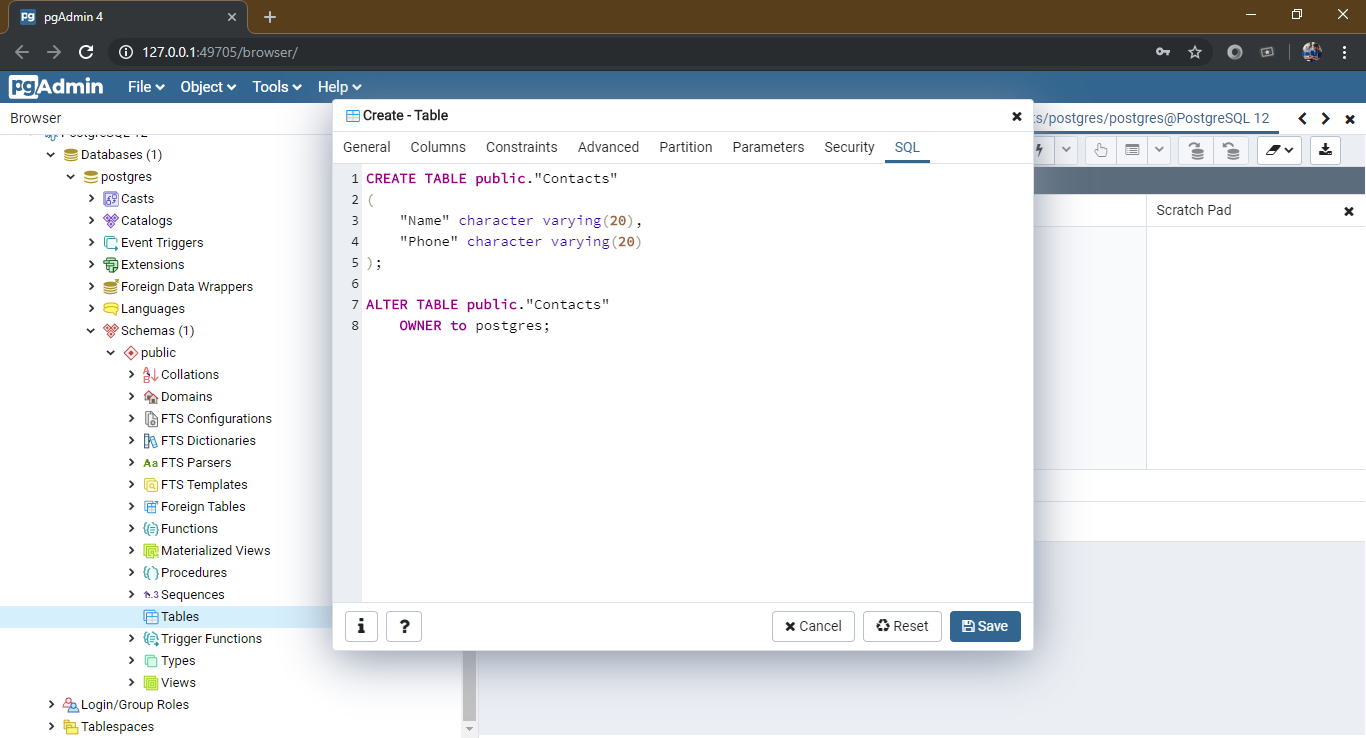 pgAdmin 4
127.0.0.1:49705/browser/
pgAdmin File Object Tools Help
Browser
Databases (1)
postgres
Casts
Catalogs
Event Triggers
Extensions
Foreign Data Wrappers
Languages
Schemas (1)
public
Collations
Domains
FTS Configurations
FTS Dictionaries
FTS Parsers
FTS Templates
Foreign Tables
Functions
Materialized Views
Procedures
Sequences
Tables
Trigger Functions
Types
Views
Login/Group Roles
Tablespaces
Create - Table
General Columns Constraints Advanced Partition Parameters Security SQL
1 CREATE TABLE public."Contacts"
2 (
3     "Name" character varying(20),
4     "Phone" character varying(20)
5 );
6
7 ALTER TABLE public."Contacts"
8     OWNER to postgres;
i ? Cancel Reset Save
s/postgres/postgres@PostgreSQL 12
Scratch Pad